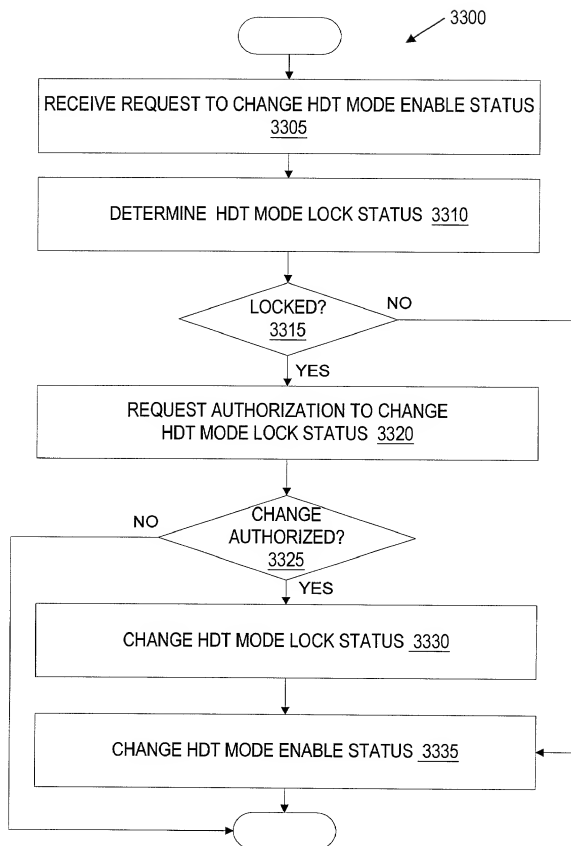 3300
RECEIVE REQUEST TO CHANGE HDT MODE ENABLE STATUS
3305
DETERMINE HDT MODE LOCK STATUS 3310
LOCKED?
3315
NO
YES
REQUEST AUTHORIZATION TO CHANGE
HDT MODE LOCK STATUS 3320
NO
CHANGE
AUTHORIZED?
3325
YES
CHANGE HDT MODE LOCK STATUS 3330
CHANGE HDT MODE ENABLE STATUS 3335